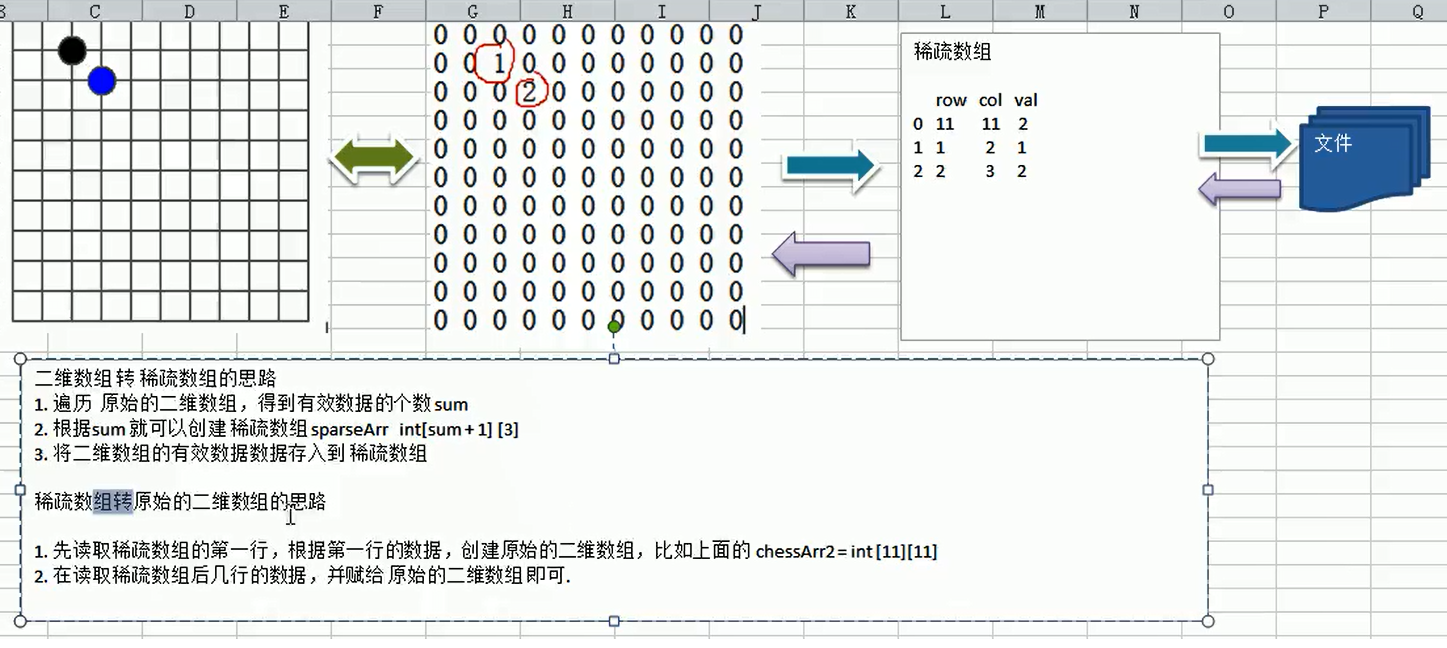 C D E F G H I J K L M N O P Q
0 0 0 0 0 0 0 0 0 0 0
0 0 1 0 0 0 0 0 0 0 0
0 0 0 2 0 0 0 0 0 0 0
0 0 0 0 0 0 0 0 0 0 0
0 0 0 0 0 0 0 0 0 0 0
0 0 0 0 0 0 0 0 0 0 0
0 0 0 0 0 0 0 0 0 0 0
0 0 0 0 0 0 0 0 0 0 0
0 0 0 0 0 0 0 0 0 0 0
0 0 0 0 0 0 0 0 0 0 0
0 0 0 0 0 0 0 0 0 0 0
稀疏数组
row col val
0 11 11 2
1 1 2 1
2 2 3 2
文件
二维数组 转 稀疏数组的思路
1. 遍历 原始的二维数组，得到有效数据的个数 sum
2. 根据sum 就可以创建 稀疏数组 sparseArr int[sum + 1] [3]
3. 将二维数组的有效数据数据存入到 稀疏数组
稀疏数组转原始的二维数组的思路
1. 先读取稀疏数组的第一行，根据第一行的数据，创建原始的二维数组，比如上面的 chessArr2 = int [11][11]
2. 在读取稀疏数组后几行的数据，并赋给 原始的二维数组 即可.